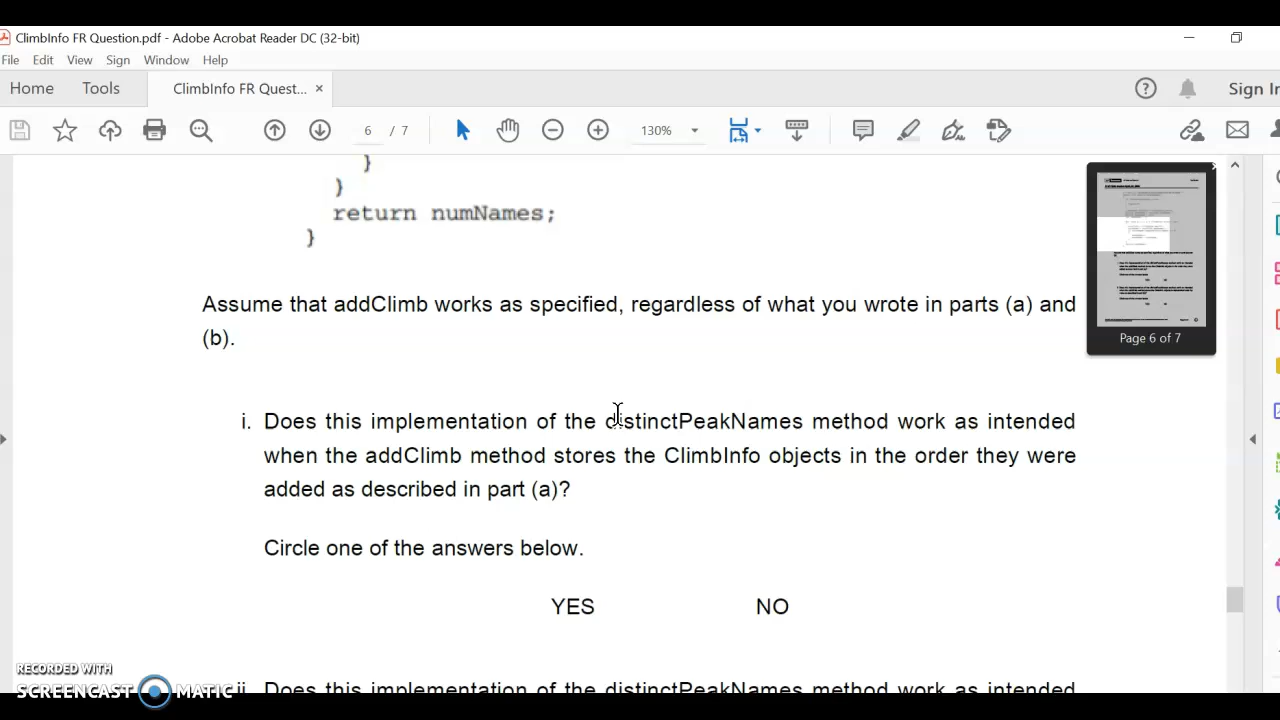 ClimbInfo FR Question.pdf - Adobe Acrobat Reader DC (32-bit)
File Edit View Sign Window Help
Home Tools ClimbInfo FR Quest... × Sign In
6 / 7 130%
}
}
return numNames;
}
Assume that addClimb works as specified, regardless of what you wrote in parts (a) and
(b).
Page 6 of 7
i. Does this implementation of the distinctPeakNames method work as intended
when the addClimb method stores the ClimbInfo objects in the order they were
added as described in part (a)?
Circle one of the answers below.
YES NO
RECORDED WITH
SCREENCAST MATIC
ii. Does this implementation of the distinctPeakNames method work as intended